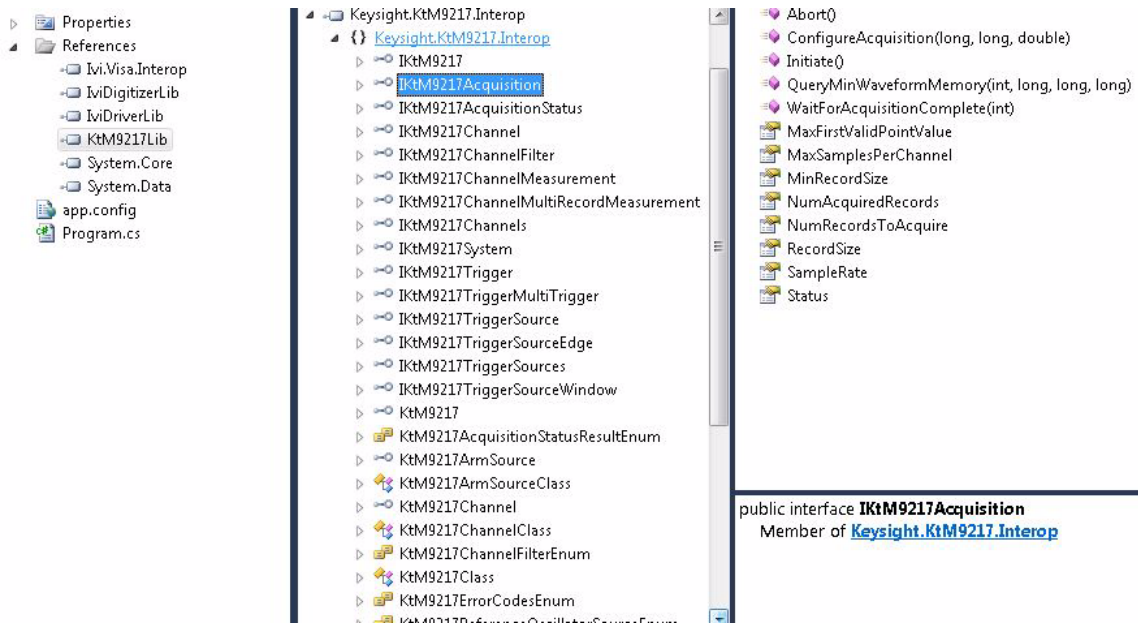 Properties
References
Ivi.Visa.Interop
IviDigitizerLib
IviDriverLib
KtM9217Lib
System.Core
System.Data
app.config
Program.cs
Keysight.KtM9217.Interop
{} Keysight.KtM9217.Interop
IKtM9217
IKtM9217Acquisition
IKtM9217AcquisitionStatus
IKtM9217Channel
IKtM9217ChannelFilter
IKtM9217ChannelMeasurement
IKtM9217ChannelMultiRecordMeasurement
IKtM9217Channels
IKtM9217System
IKtM9217Trigger
IKtM9217TriggerMultiTrigger
IKtM9217TriggerSource
IKtM9217TriggerSourceEdge
IKtM9217TriggerSources
IKtM9217TriggerSourceWindow
KtM9217
KtM9217AcquisitionStatusResultEnum
KtM9217ArmSource
KtM9217ArmSourceClass
KtM9217Channel
KtM9217ChannelClass
KtM9217ChannelFilterEnum
KtM9217Class
KtM9217ErrorCodesEnum
KtM9217ReferenceOscillatorSourceEnum
Abort()
ConfigureAcquisition(long, long, double)
Initiate()
QueryMinWaveformMemory(int, long, long, long)
WaitForAcquisitionComplete(int)
MaxFirstValidPointValue
MaxSamplesPerChannel
MinRecordSize
NumAcquiredRecords
NumRecordsToAcquire
RecordSize
SampleRate
Status
public interface IKtM9217Acquisition
Member of Keysight.KtM9217.Interop